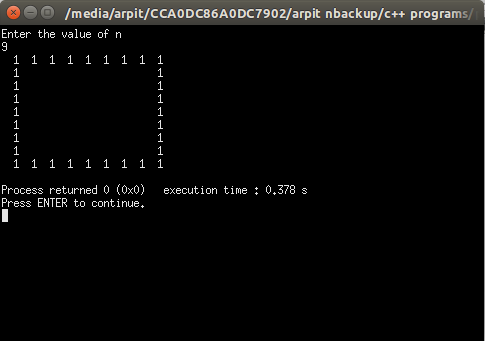 /media/arpit/CCA0DC86A0DC7902/arpit nbackup/c++ programs/
Enter the value of n
9
1 1 1 1 1 1 1 1 1
1 1
1 1
1 1
1 1
1 1
1 1
1 1
1 1 1 1 1 1 1 1 1
Process returned 0 (0x0) execution time : 0.378 s
Press ENTER to continue.